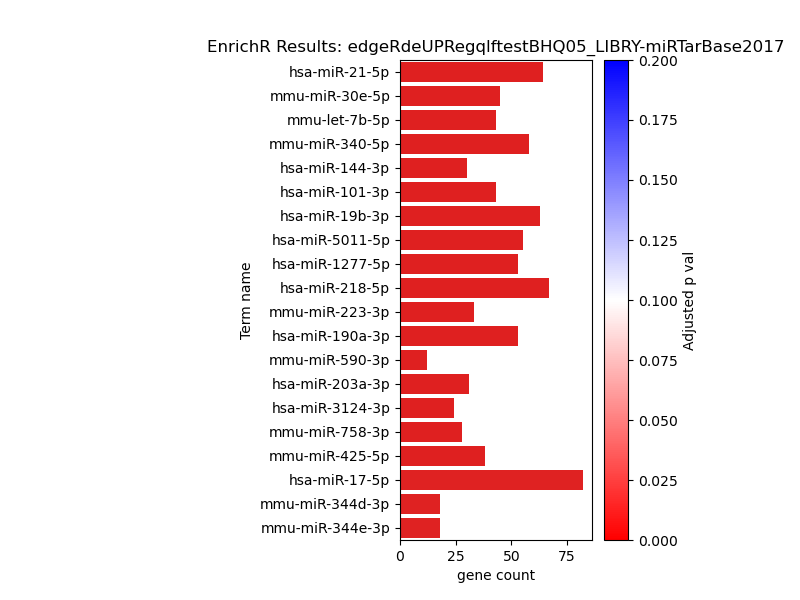 EnrichR Results: edgeRdeUPRegqlftestBHQ05_LIBRY-miRTarBase2017
hsa-miR-21-5p
mmu-miR-30e-5p
mmu-let-7b-5p
mmu-miR-340-5p
hsa-miR-144-3p
hsa-miR-101-3p
hsa-miR-19b-3p
hsa-miR-5011-5p
hsa-miR-1277-5p
hsa-miR-218-5p
mmu-miR-223-3p
hsa-miR-190a-3p
mmu-miR-590-3p
hsa-miR-203a-3p
hsa-miR-3124-3p
mmu-miR-758-3p
mmu-miR-425-5p
hsa-miR-17-5p
mmu-miR-344d-3p
mmu-miR-344e-3p
Term name
0 25 50 75
gene count
0.200
0.175
0.150
0.125
0.100
0.075
0.050
0.025
0.000
Adjusted p val